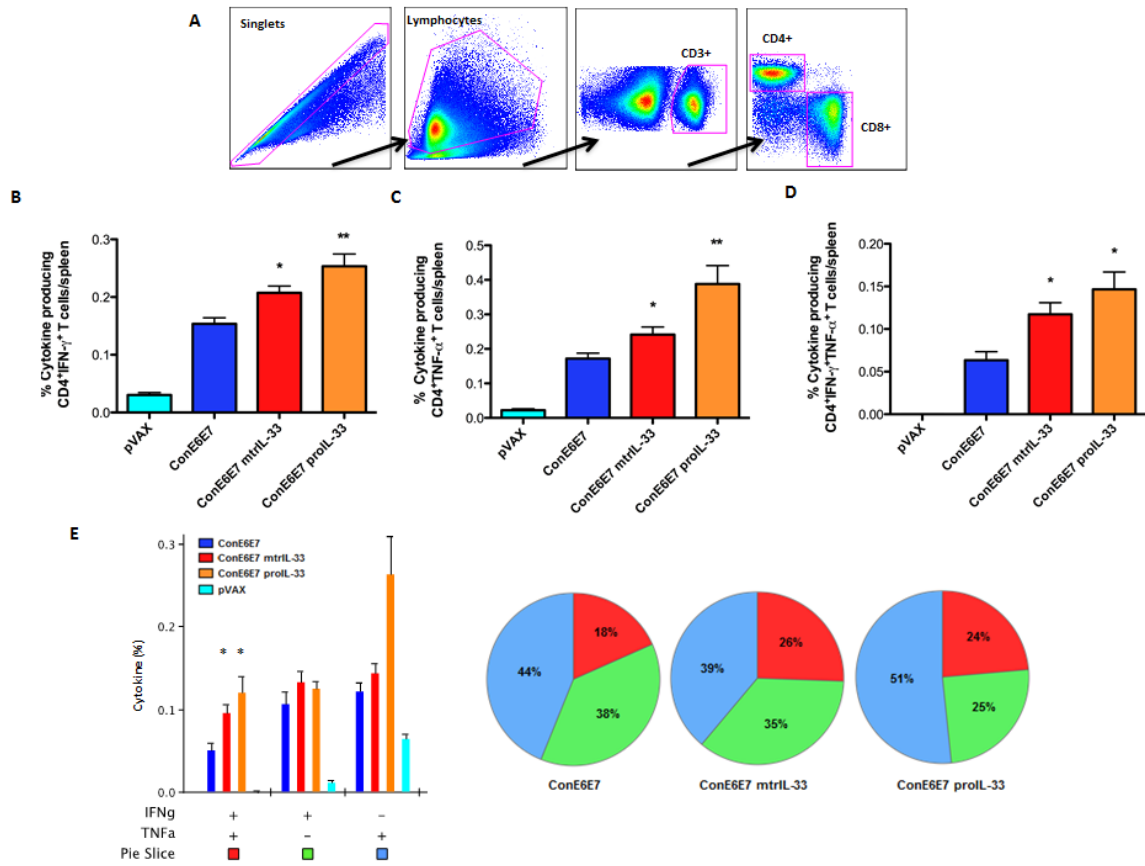 A
Singlets
Lymphocytes
CD3+
CD4+
CD8+
B
% Cytokine producing
CD4⁺IFN-γ⁺ T cells/spleen
0.3
0.2
0.1
0.0
*
**
pVAX
ConE6E7
ConE6E7 mtrIL-33
ConE6E7 proIL-33
C
% Cytokine producing
CD4⁺TNF-α⁺ T cells/spleen
0.5
0.4
0.3
0.2
0.1
0.0
*
**
pVAX
ConE6E7
ConE6E7 mtrIL-33
ConE6E7 proIL-33
D
% Cytokine producing
CD4⁺IFN-γ⁺TNF-α⁺ T cells/spleen
0.20
0.15
0.10
0.05
0.00
*
*
pVAX
ConE6E7
ConE6E7 mtrIL-33
ConE6E7 proIL-33
E
ConE6E7
ConE6E7 mtrIL-33
ConE6E7 proIL-33
pVAX
Cytokine (%)
0.3
0.2
0.1
0.0
* *
IFNg + + –
TNFa + – +
Pie Slice
18%
38%
44%
ConE6E7
26%
35%
39%
ConE6E7 mtrIL-33
24%
25%
51%
ConE6E7 proIL-33